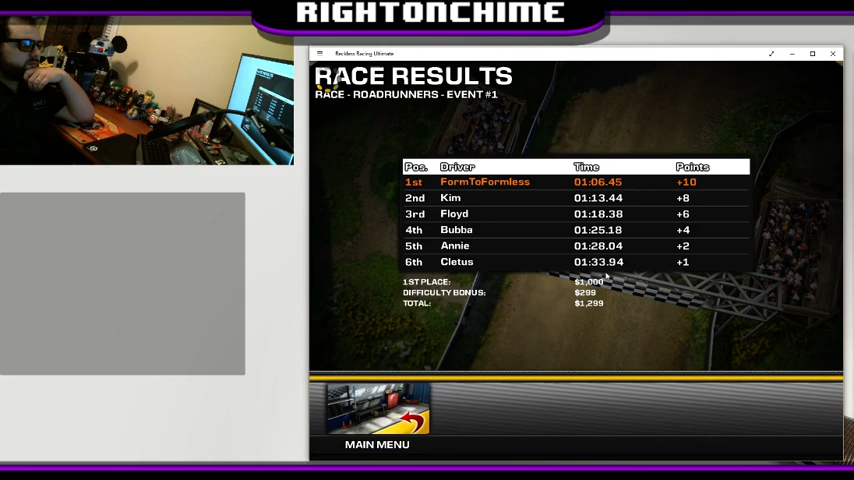 RIGHTONCHIME
Reckless Racing Ultimate
RACE RESULTS
RACE - ROADRUNNERS - EVENT #1
Pos. Driver Time Points
1st FormToFormless 01:06.45 +10
2nd Kim 01:13.44 +8
3rd Floyd 01:18.38 +6
4th Bubba 01:25.18 +4
5th Annie 01:28.04 +2
6th Cletus 01:33.94 +1
1ST PLACE: $1,000
DIFFICULTY BONUS: $299
TOTAL: $1,299
MAIN MENU